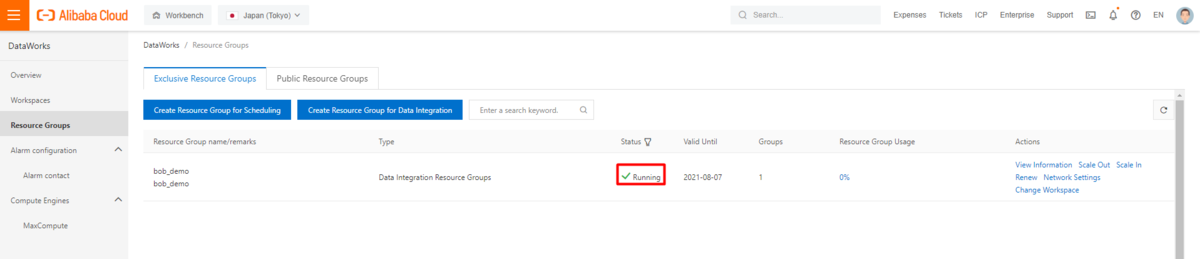 Alibaba Cloud Workbench Japan (Tokyo) Search... Expenses Tickets ICP Enterprise Support EN
DataWorks
DataWorks / Resource Groups
Overview
Workspaces
Resource Groups
Alarm configuration
Alarm contact
Compute Engines
MaxCompute
Exclusive Resource Groups Public Resource Groups
Create Resource Group for Scheduling Create Resource Group for Data Integration Enter a search keyword.
Resource Group name/remarks Type Status Valid Until Groups Resource Group Usage Actions
bob_demo
bob_demo
Data Integration Resource Groups Running 2021-08-07 1 0%
View Information Scale Out Scale In
Renew Network Settings
Change Workspace